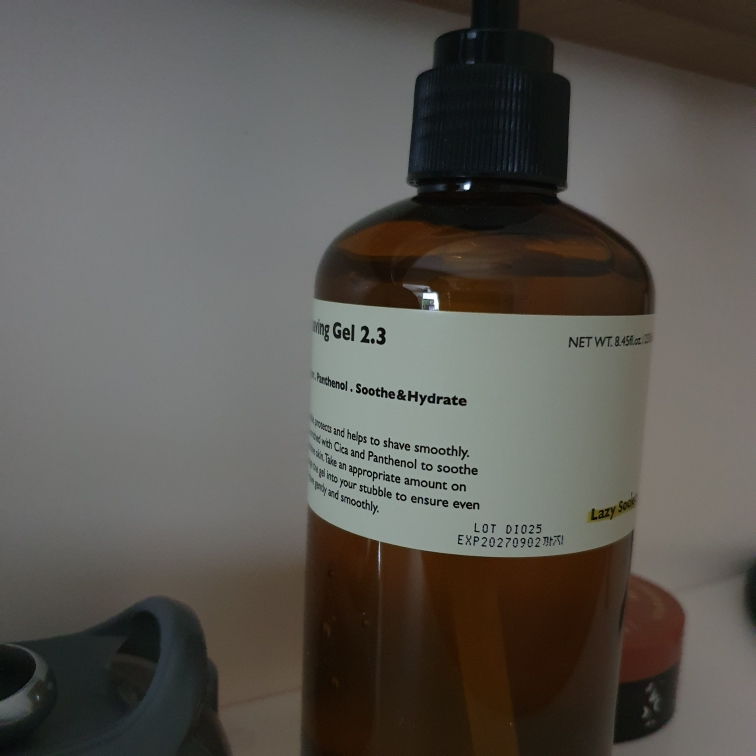 Gel 2.3
NET WT. 8.45fl.oz.
Panthenol . Soothe&Hydrate
protects and helps to shave smoothly.
with Cica and Panthenol to soothe
skin. Take an appropriate amount on
the gel into your stubble to ensure even
gently and smoothly.
Lazy
LOT DI025
EXP20270902까지